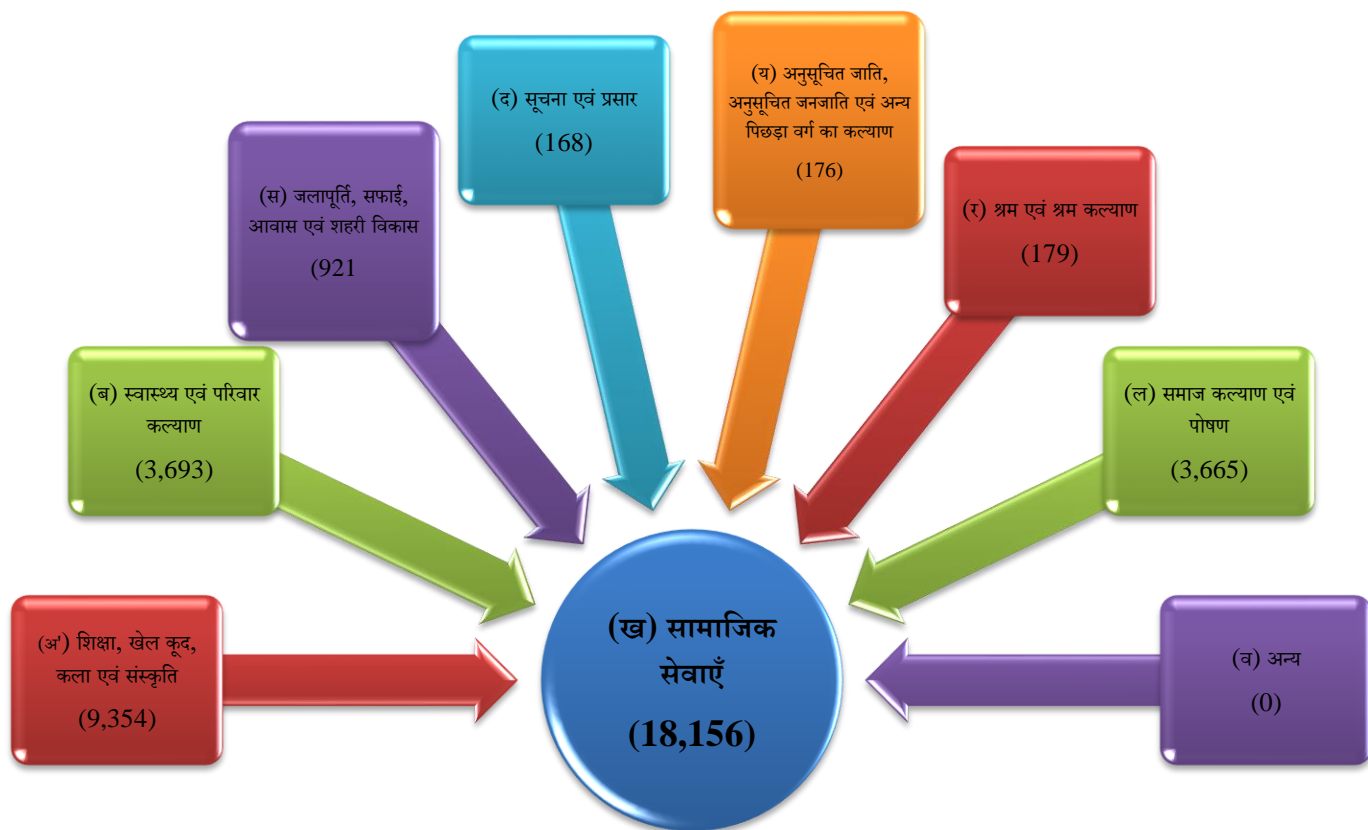 (अ') शिक्षा, खेल कूद,
कला एवं संस्कृति
(9,354)
(ब) स्वास्थ्य एवं परिवार
कल्याण
(3,693)
(स) जलापूर्ति, सफाई,
आवास एवं शहरी विकास
(921
(द) सूचना एवं प्रसार
(168)
(य) अनुसूचित जाति,
अनुसूचित जनजाति एवं अन्य
पिछड़ा वर्ग का कल्याण
(176)
(र) श्रम एवं श्रम कल्याण
(179)
(ल) समाज कल्याण एवं
पोषण
(3,665)
(व) अन्य
(0)
(ख) सामाजिक
सेवाएँ
(18,156)